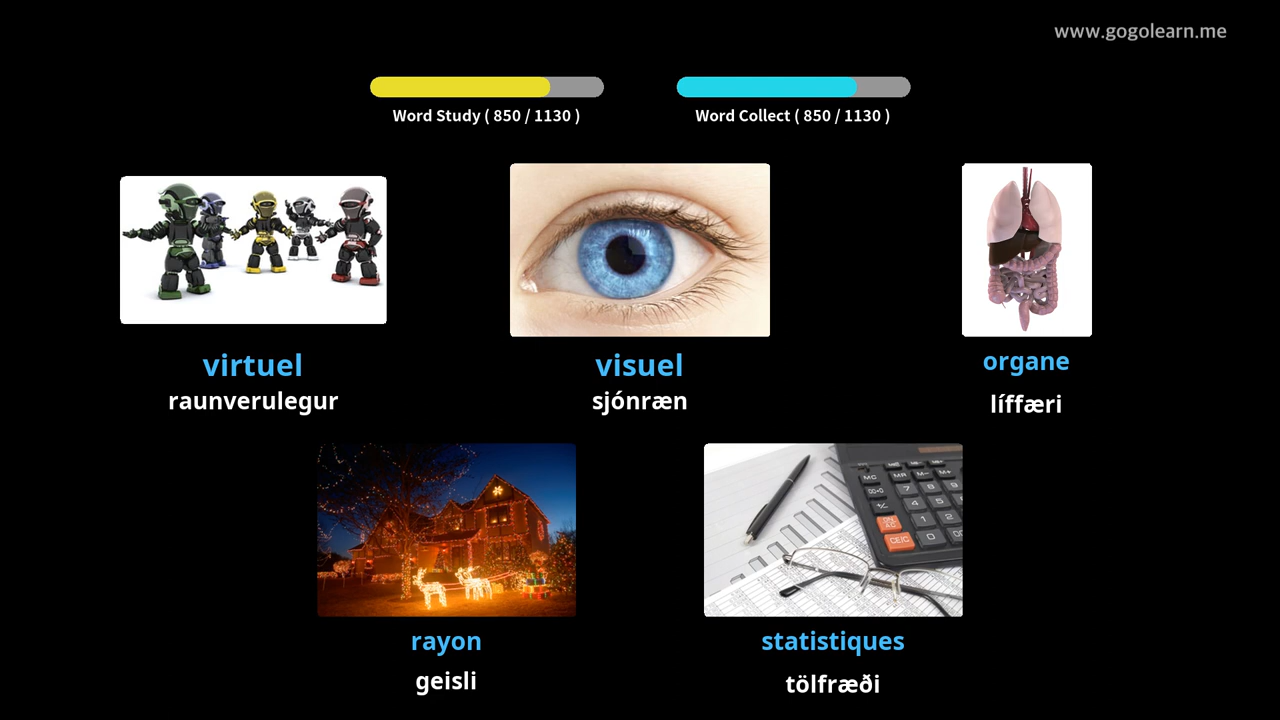 www.gogolearn.me
Word Study ( 850 / 1130 )
Word Collect ( 850 / 1130 )
virtuel
raunverulegur
visuel
sjónræn
organe
líffæri
rayon
geisli
statistiques
tölfræði